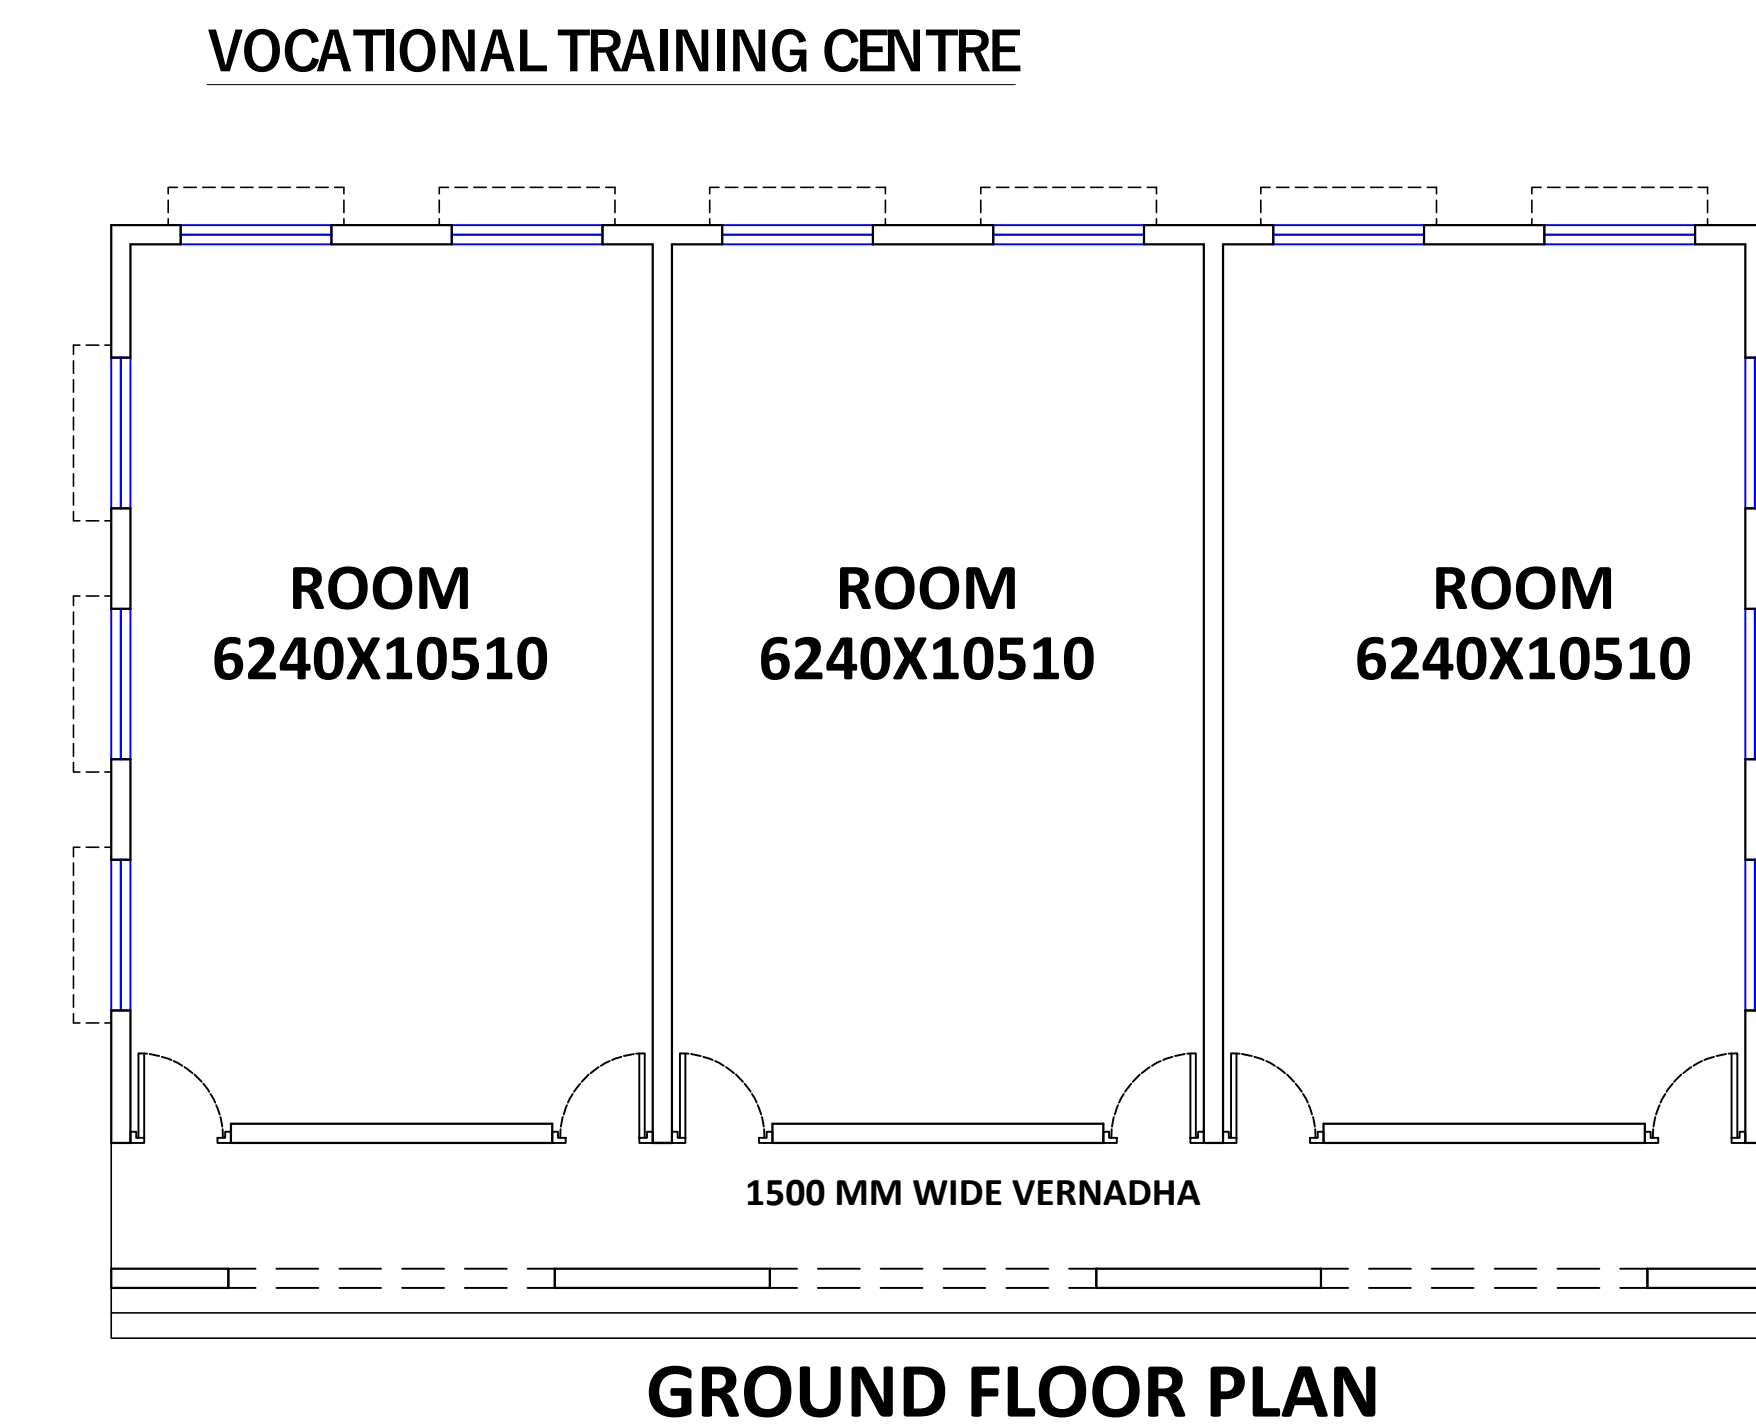 VOCATIONAL TRAINING CENTRE
ROOM
6240X10510
ROOM
6240X10510
ROOM
6240X10510
1500 MM WIDE VERNADHA
GROUND FLOOR PLAN